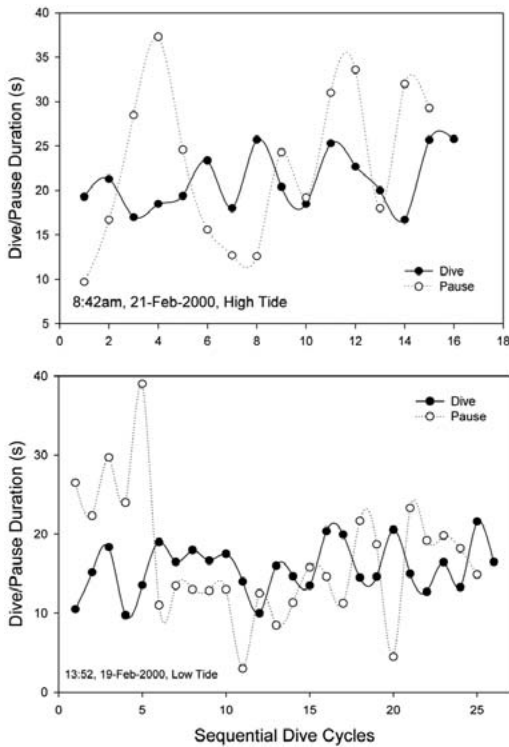 40
35
30
25
20
15
10
5
Dive/Pause Duration (s)
Dive
Pause
8:42am, 21-Feb-2000, High Tide
0 2 4 6 8 10 12 14 16 18
40
30
20
10
0
Dive/Pause Duration (s)
Dive
Pause
13:52, 19-Feb-2000, Low Tide
0 5 10 15 20 25
Sequential Dive Cycles